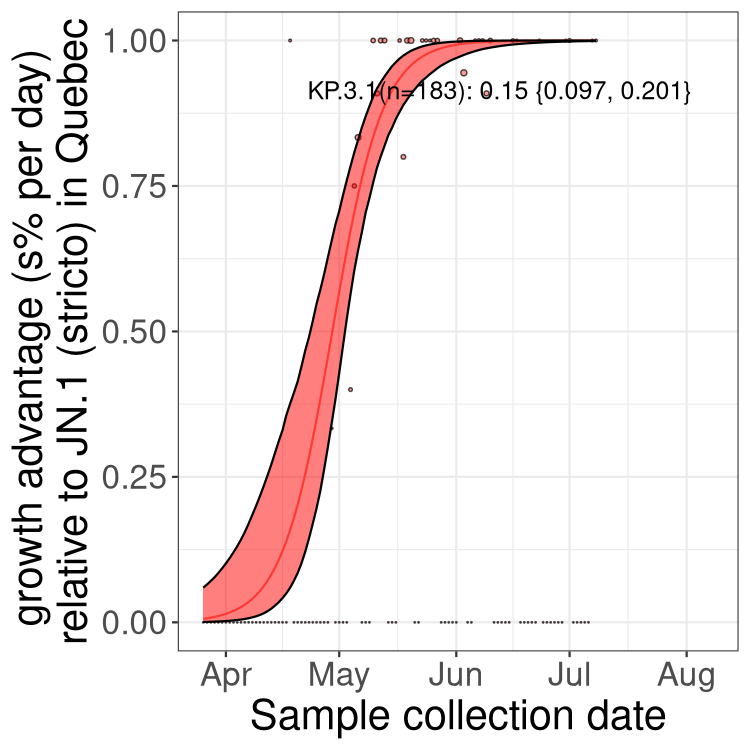 growth advantage (s% per day)
relative to JN.1 (stricto) in Quebec
1.00
0.75
0.50
0.25
0.00
KP.3.1(n=183): 0.15 {0.097, 0.201}
Apr May Jun Jul Aug
Sample collection date